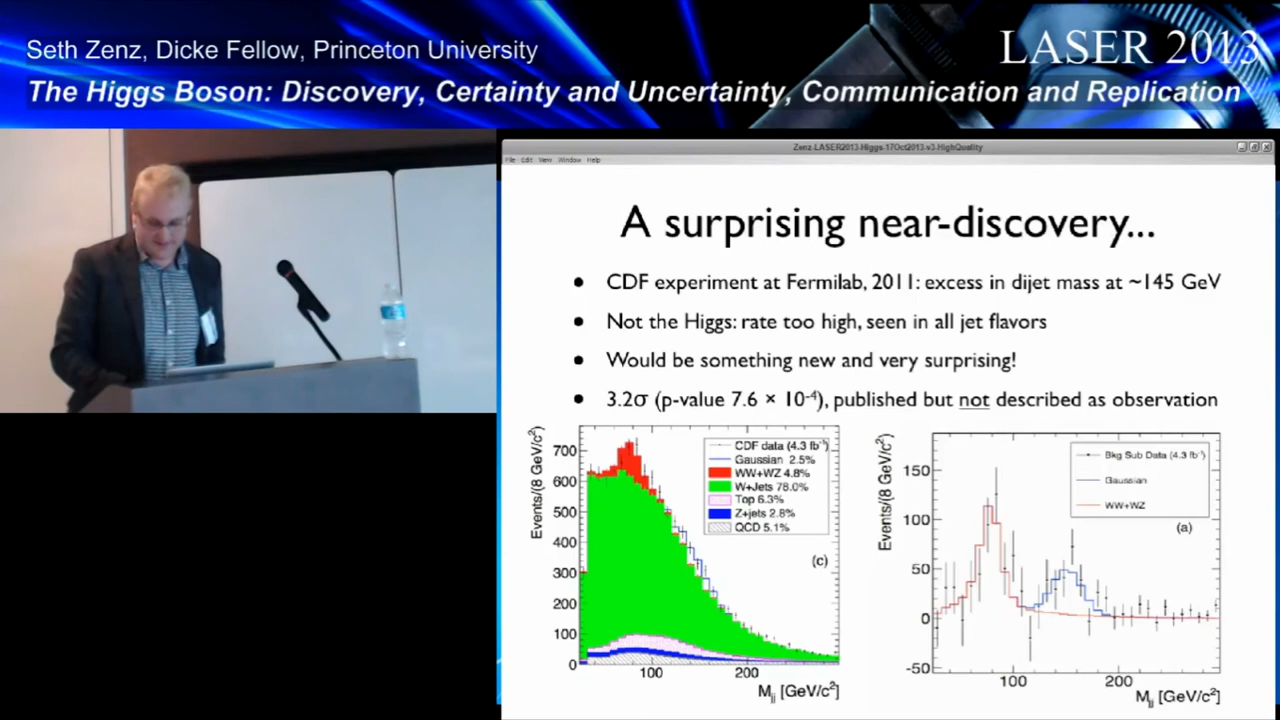 Seth Zenz, Dicke Fellow, Princeton University
LASER 2013
The Higgs Boson: Discovery, Certainty and Uncertainty, Communication and Replication
Zenz-LASER2013-Higgs-17Oct2013-v3-HighQuality
File Edit View Window Help
A surprising near-discovery...
• CDF experiment at Fermilab, 2011: excess in dijet mass at ~145 GeV
• Not the Higgs: rate too high, seen in all jet flavors
• Would be something new and very surprising!
• 3.2σ (p-value 7.6 × 10⁻⁴), published but not described as observation
Events/(8 GeV/c²)
700
600
500
400
300
200
100
0
CDF data (4.3 fb⁻¹)
Gaussian 2.5%
WW+WZ 4.8%
W+Jets 78.0%
Top 6.3%
Z+jets 2.8%
QCD 5.1%
(c)
100 200
Mjj [GeV/c²]
Events/(8 GeV/c²)
150
100
50
0
-50
Bkg Sub Data (4.3 fb⁻¹)
Gaussian
WW+WZ
(a)
100 200
Mjj [GeV/c²]